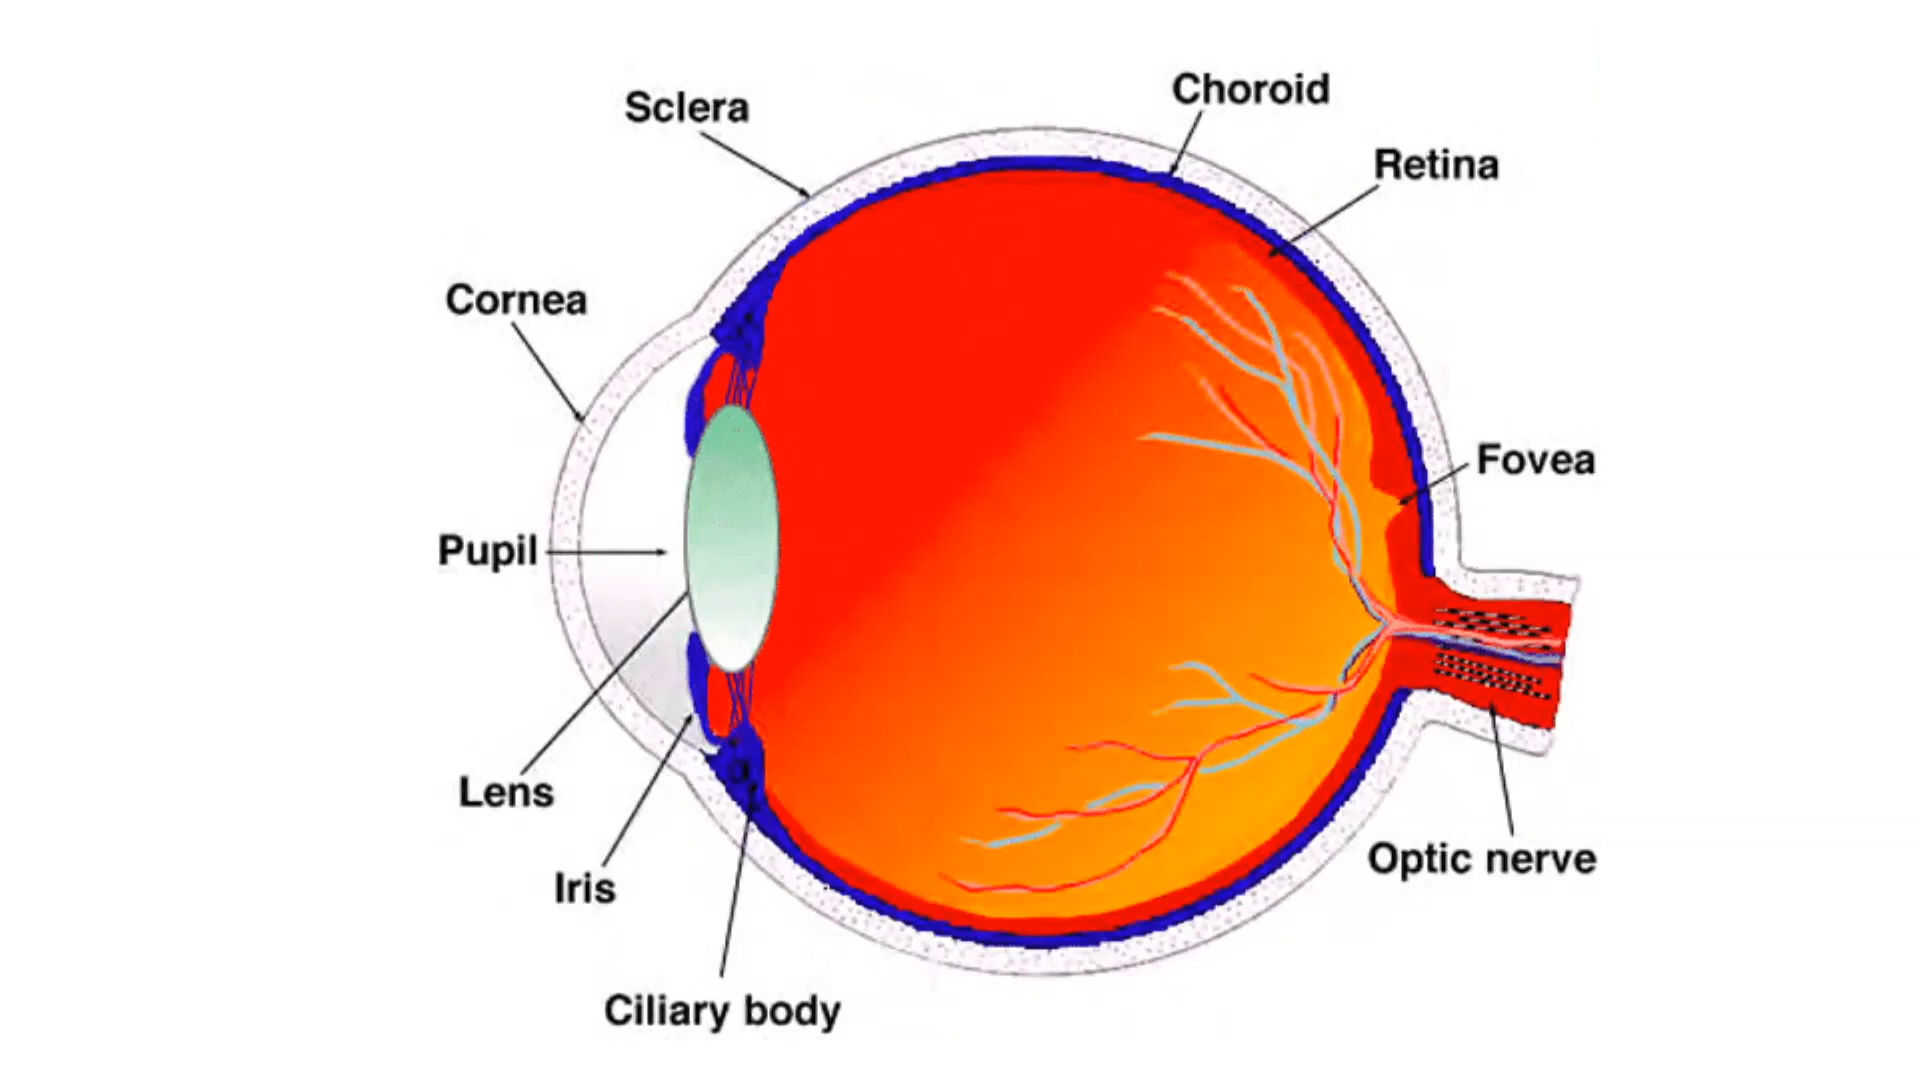 Choroid
Sclera
Retina
Cornea
Fovea
Pupil
Lens
Optic nerve
Iris
Ciliary body